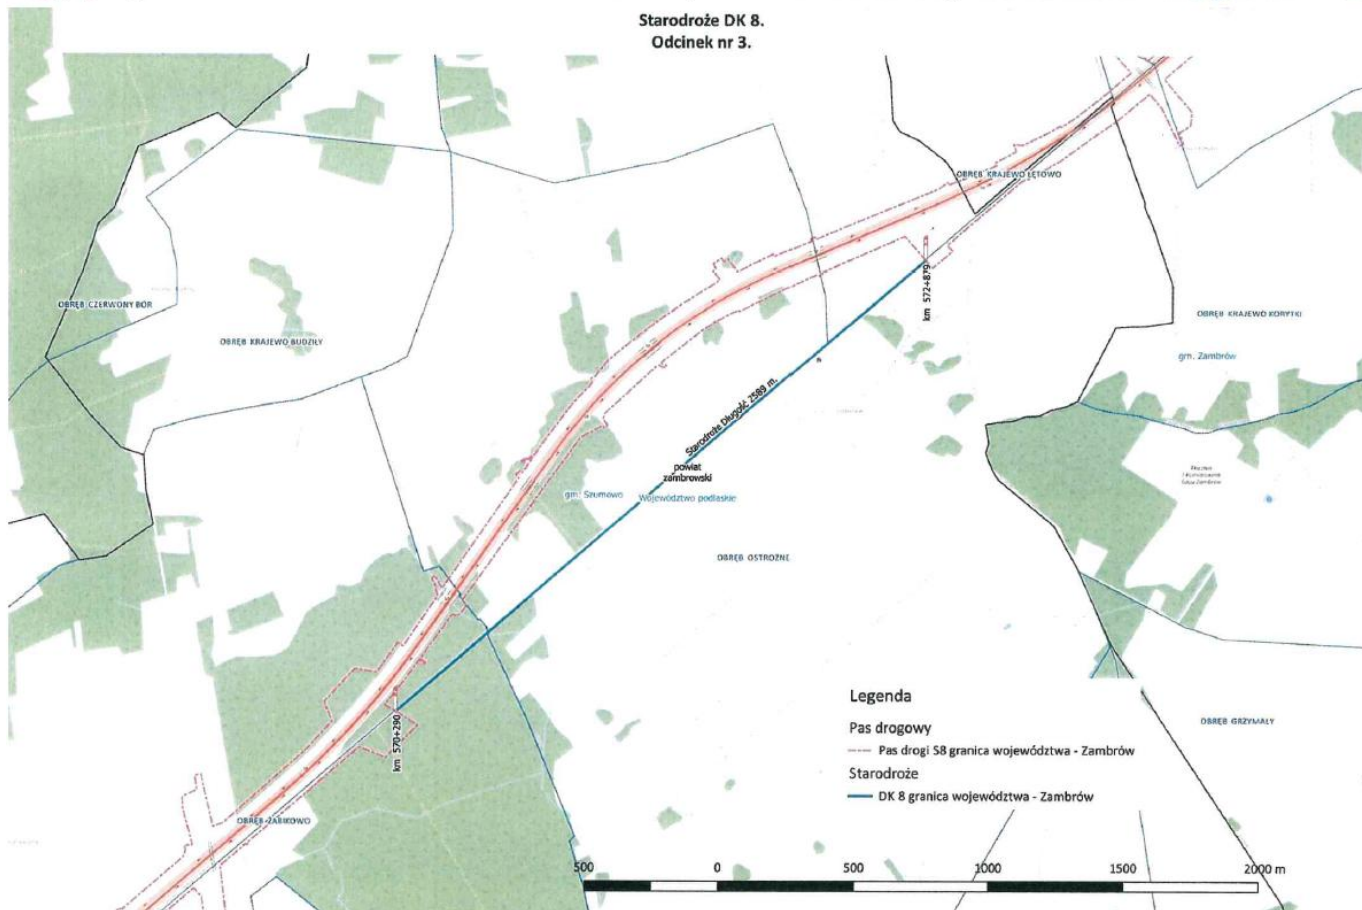 Starodroże DK 8.
Odcinek nr 3.
OBRĘB KRAJEWO ŁĘTOWO
OBRĘB CZERWONY BÓR
OBRĘB KRAJEWO BUDZIŁY
km 572+879
OBRĘB KRAJEWO KORYTKI
gm. Zambrów
Starodroże Długość 2589 m.
powiat
zambrowski
gm. Szumowo
Województwo podlaskie
OBRĘB OSTROŻNE
km 570+290
OBRĘB ŻABIKOWO
OBRĘB GRZYMAŁY
Legenda
Pas drogowy
Pas drogi S8 granica województwa - Zambrów
Starodroże
DK 8 granica województwa - Zambrów
500 0 500 1000 1500 2000 m